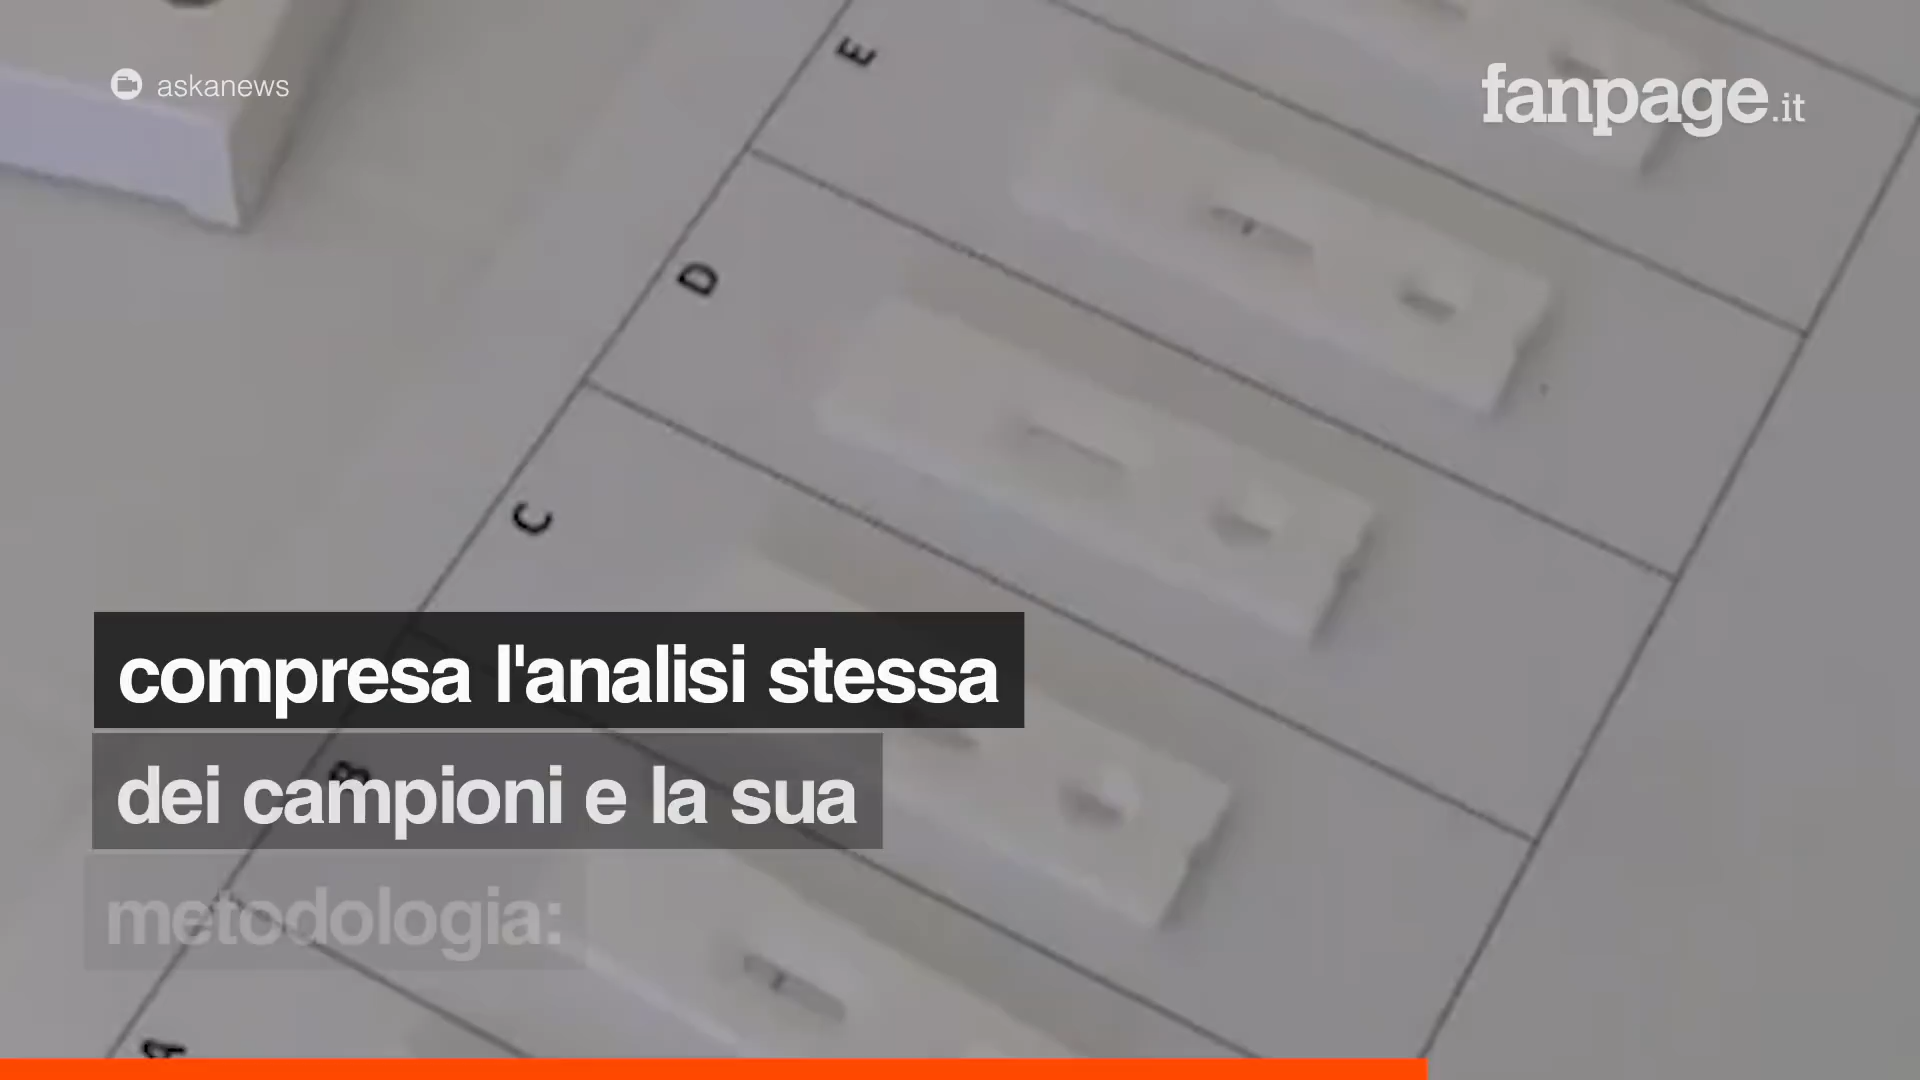 askanews
fanpage.it
E
D
C
compresa l'analisi stessa
dei campioni e la sua
B
metodologia:
A